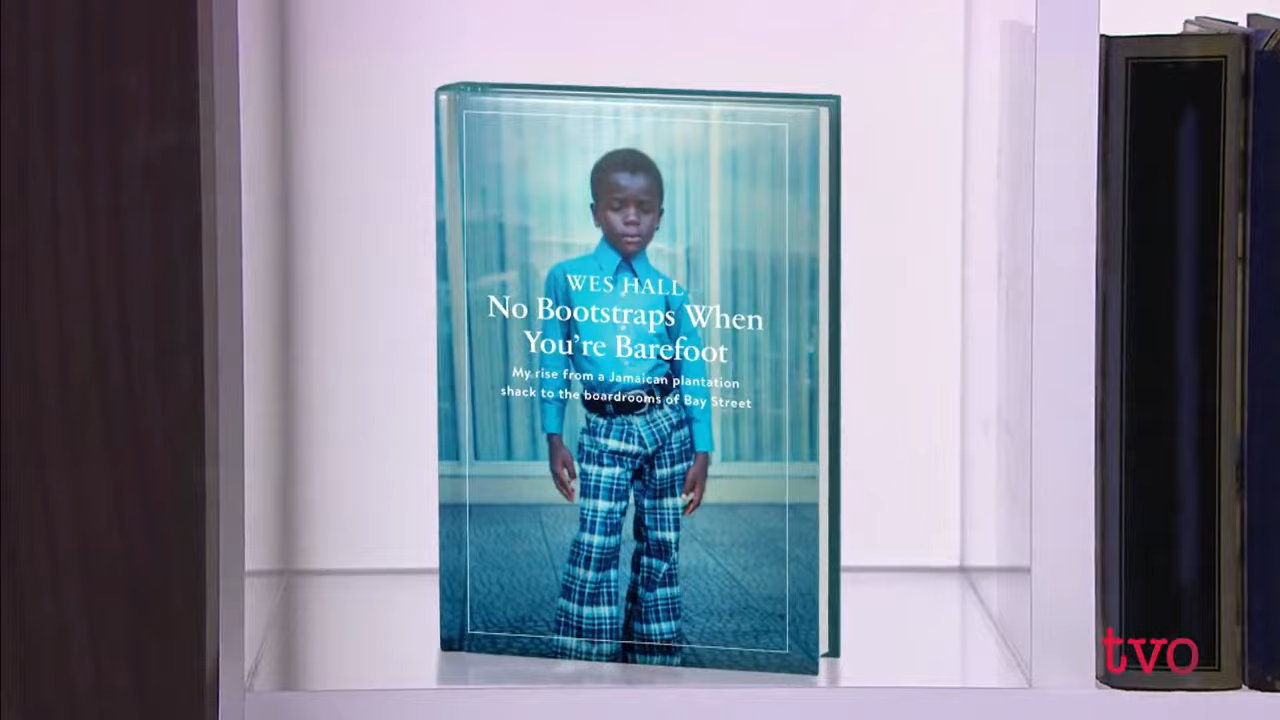 WES HALL
No Bootstraps When
You're Barefoot
My rise from a Jamaican plantation
shack to the boardrooms of Bay Street
tvo